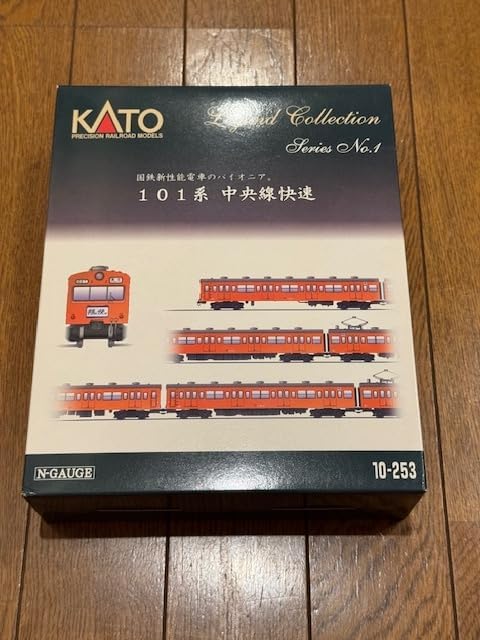 KATO
PRECISION RAILROAD MODELS
Legend Collection
Series No.1
国鉄新性能電車のパイオニア。
101系 中央線快速
N-GAUGE
10-253